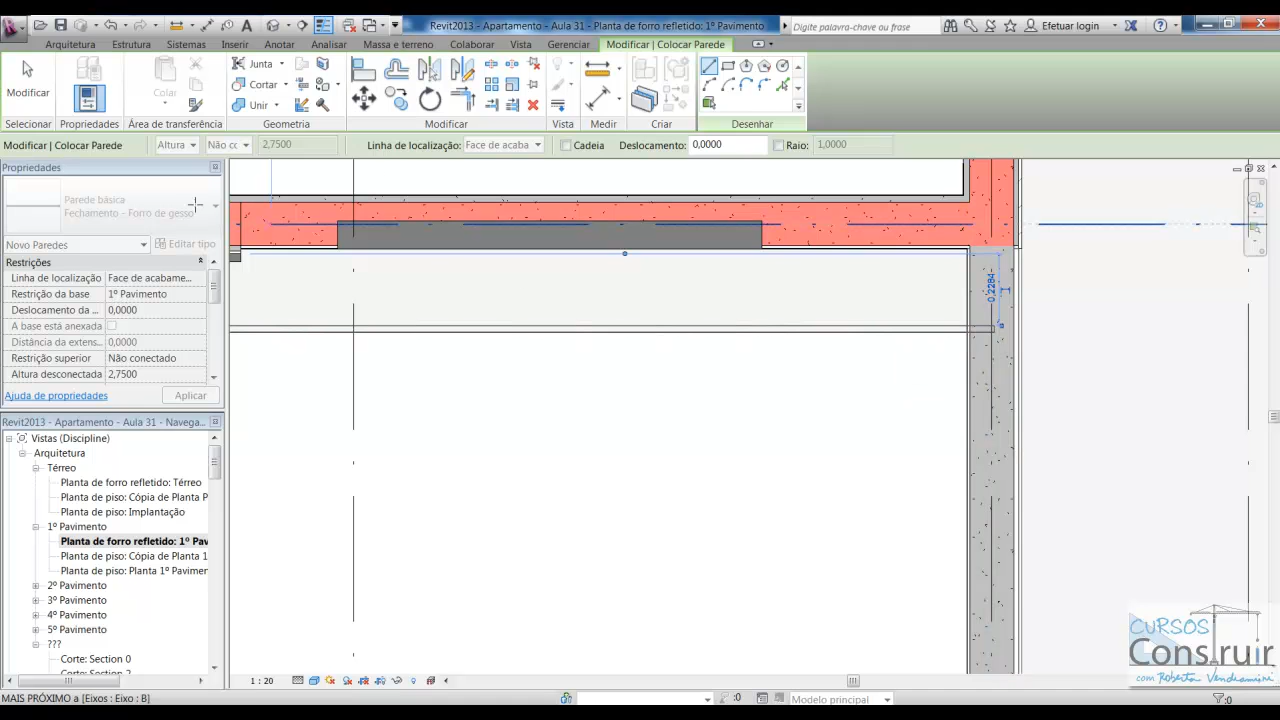 Revit2013 - Apartamento - Aula 31 - Planta de forro refletido: 1º Pavimento
Digite palavra-chave ou frase
Efetuar login
Arquitetura Estrutura Sistemas Inserir Anotar Analisar Massa e terreno Colaborar Vista Gerenciar Modificar | Colocar Parede
Modificar
Colar
Junta
Cortar
Unir
Selecionar Propriedades Área de transferência Geometria Modificar Vista Medir Criar Desenhar
Modificar | Colocar Parede Altura Não cc 2,7500 Linha de localização: Face de acaba Cadeia Deslocamento: 0,0000 Raio: 1,0000
Propriedades
Parede básica
Fechamento - Forro de gesso
Novo Paredes Editar tipo
Restrições
Linha de localização Face de acabame...
Restrição da base 1º Pavimento
Deslocamento da ... 0,0000
A base está anexada
Distância da extens... 0,0000
Restrição superior Não conectado
Altura desconectada 2,7500
Ajuda de propriedades Aplicar
0,2284
Revit2013 - Apartamento - Aula 31 - Navega...
Vistas (Discipline)
Arquitetura
Térreo
Planta de forro refletido: Térreo
Planta de piso: Cópia de Planta P
Planta de piso: Implantação
1º Pavimento
Planta de forro refletido: 1º Pav
Planta de piso: Cópia de Planta 1
Planta de piso: Planta 1º Pavimen
2º Pavimento
3º Pavimento
4º Pavimento
5º Pavimento
???
Corte: Section 0
Corte: Section 2
1 : 20
MAIS PRÓXIMO a [Eixos : Eixo : B]
:0
Modelo principal
:0
CURSOS
Construir
com Roberta Vendramini